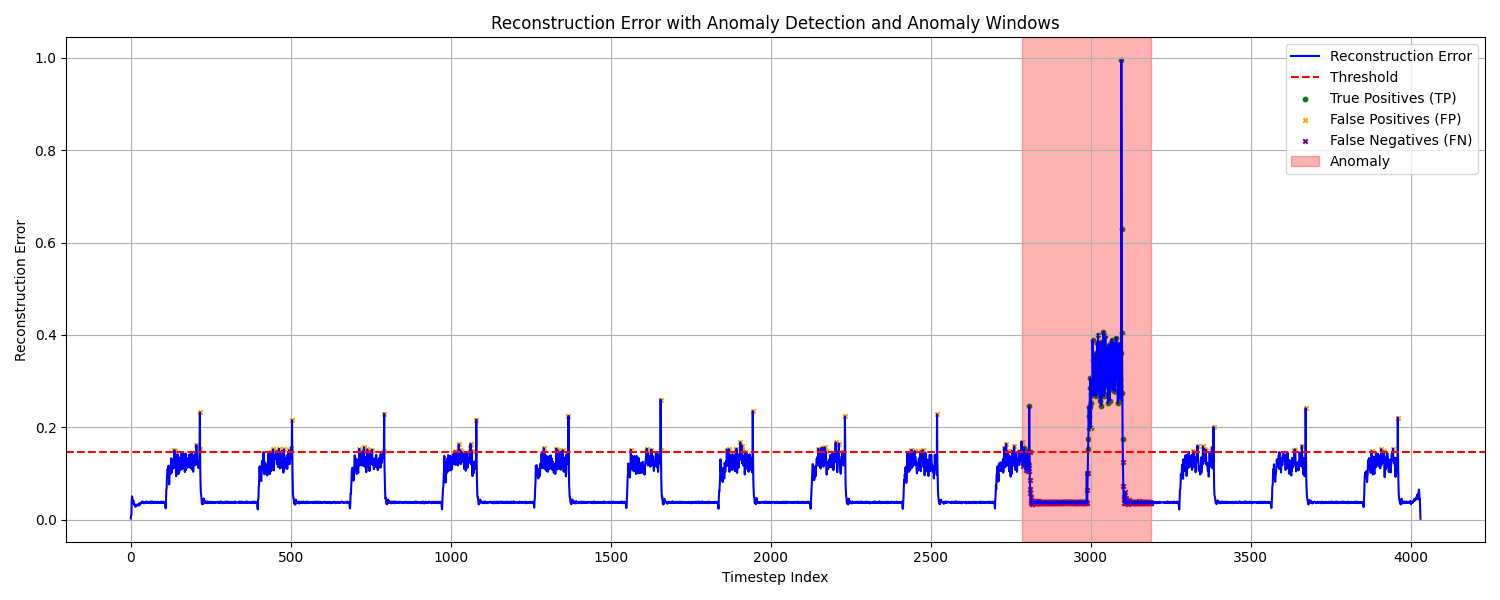 Reconstruction Error with Anomaly Detection and Anomaly Windows
Reconstruction Error
1.0
0.8
0.6
0.4
0.2
0.0
Reconstruction Error
Threshold
True Positives (TP)
False Positives (FP)
False Negatives (FN)
Anomaly
0 500 1000 1500 2000 2500 3000 3500 4000
Timestep Index